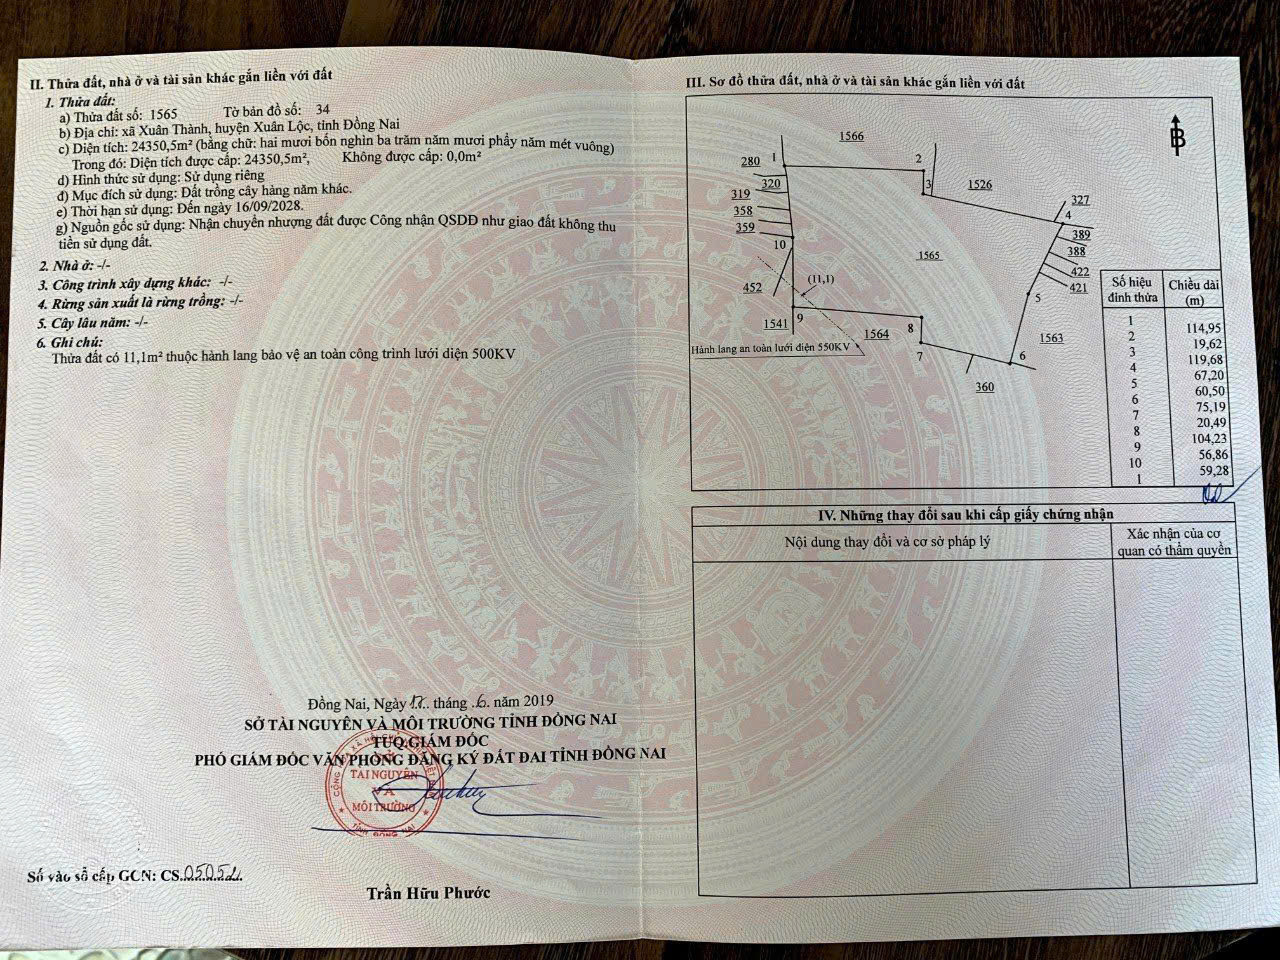 II. Thửa đất, nhà ở và tài sản khác gắn liền với đất
1. Thửa đất:
a) Thửa đất số: 1565 Tờ bản đồ số: 34
b) Địa chỉ: xã Xuân Thành, huyện Xuân Lộc, tỉnh Đồng Nai
c) Diện tích: 24350,5m² (bằng chữ: hai mươi bốn nghìn ba trăm năm mươi phẩy năm mét vuông)
Trong đó: Diện tích được cấp: 24350,5m², Không được cấp: 0,0m²
d) Hình thức sử dụng: Sử dụng riêng
đ) Mục đích sử dụng: Đất trồng cây hàng năm khác.
e) Thời hạn sử dụng: Đến ngày 16/09/2028.
g) Nguồn gốc sử dụng: Nhận chuyển nhượng đất được Công nhận QSDĐ như giao đất không thu
tiền sử dụng đất.
2. Nhà ở: -/-
3. Công trình xây dựng khác: -/-
4. Rừng sản xuất là rừng trồng: -/-
5. Cây lâu năm: -/-
6. Ghi chú:
Thửa đất có 11,1m² thuộc hành lang bảo vệ an toàn công trình lưới điện 500KV
Đồng Nai, Ngày 17. tháng .6. năm 2019
SỞ TÀI NGUYÊN VÀ MÔI TRƯỜNG TỈNH ĐỒNG NAI
TUQ.GIÁM ĐỐC
PHÓ GIÁM ĐỐC VĂN PHÒNG ĐĂNG KÝ ĐẤT ĐAI TỈNH ĐỒNG NAI
TÀI NGUYÊN
VÀ
MÔI TRƯỜNG
TỈNH ĐỒNG NAI
Trần Hữu Phước
Số vào sổ cấp GCN: CS
III. Sơ đồ thửa đất, nhà ở và tài sản khác gắn liền với đất
B
1566
280 1 2
320 3 1526
319
358
359
10
327
4
389
388
422
421
5
1565
452
(11,1)
9
1541
1564
8
7
6
1563
360
Hành lang an toàn lưới điện 550KV
Số hiệu đỉnh thửa
Chiều dài (m)
1
114,95
2
19,62
3
119,68
4
67,20
5
60,50
6
75,19
7
20,49
8
104,23
9
56,86
10
59,28
1
IV. Những thay đổi sau khi cấp giấy chứng nhận
Nội dung thay đổi và cơ sở pháp lý
Xác nhận của cơ
quan có thẩm quyền